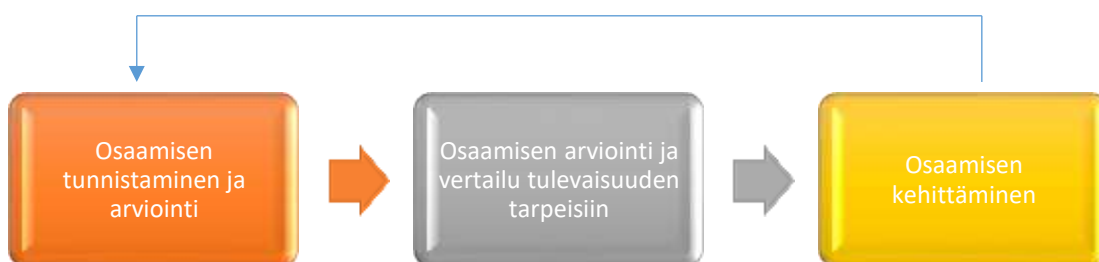 Osaamisen
tunnistaminen ja
arviointi
Osaamisen arviointi ja
vertailu tulevaisuuden
tarpeisiin
Osaamisen
kehittäminen